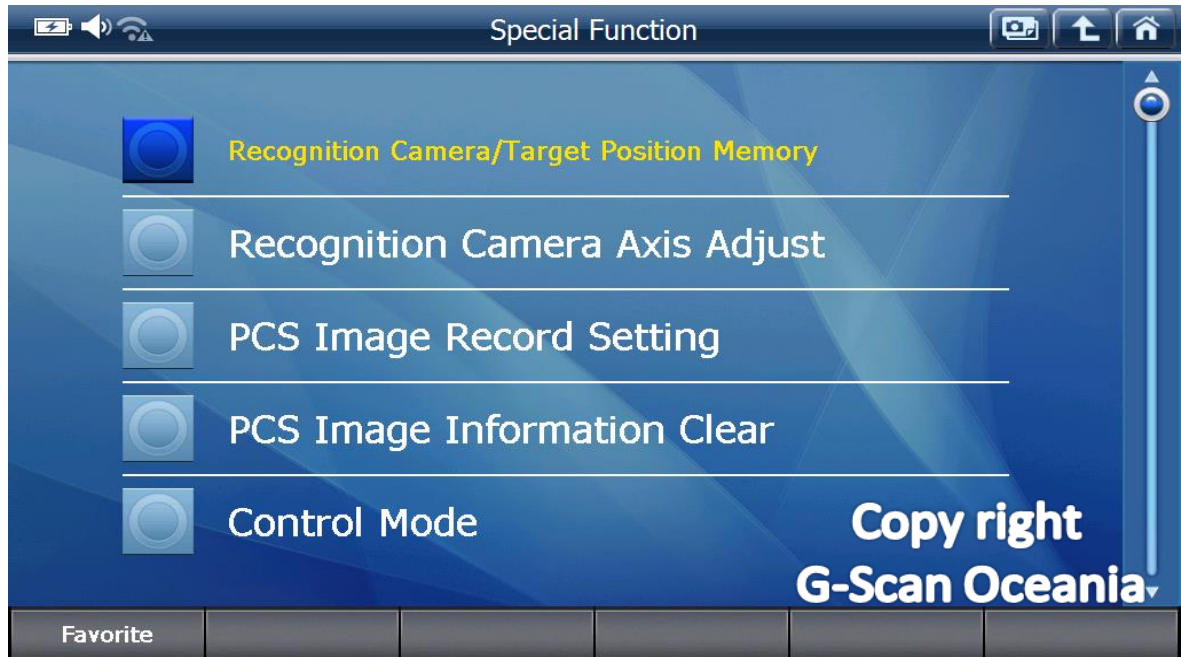 Special Function
Recognition Camera/Target Position Memory
Recognition Camera Axis Adjust
PCS Image Record Setting
PCS Image Information Clear
Control Mode
Copy right
G-Scan Oceania
Favorite